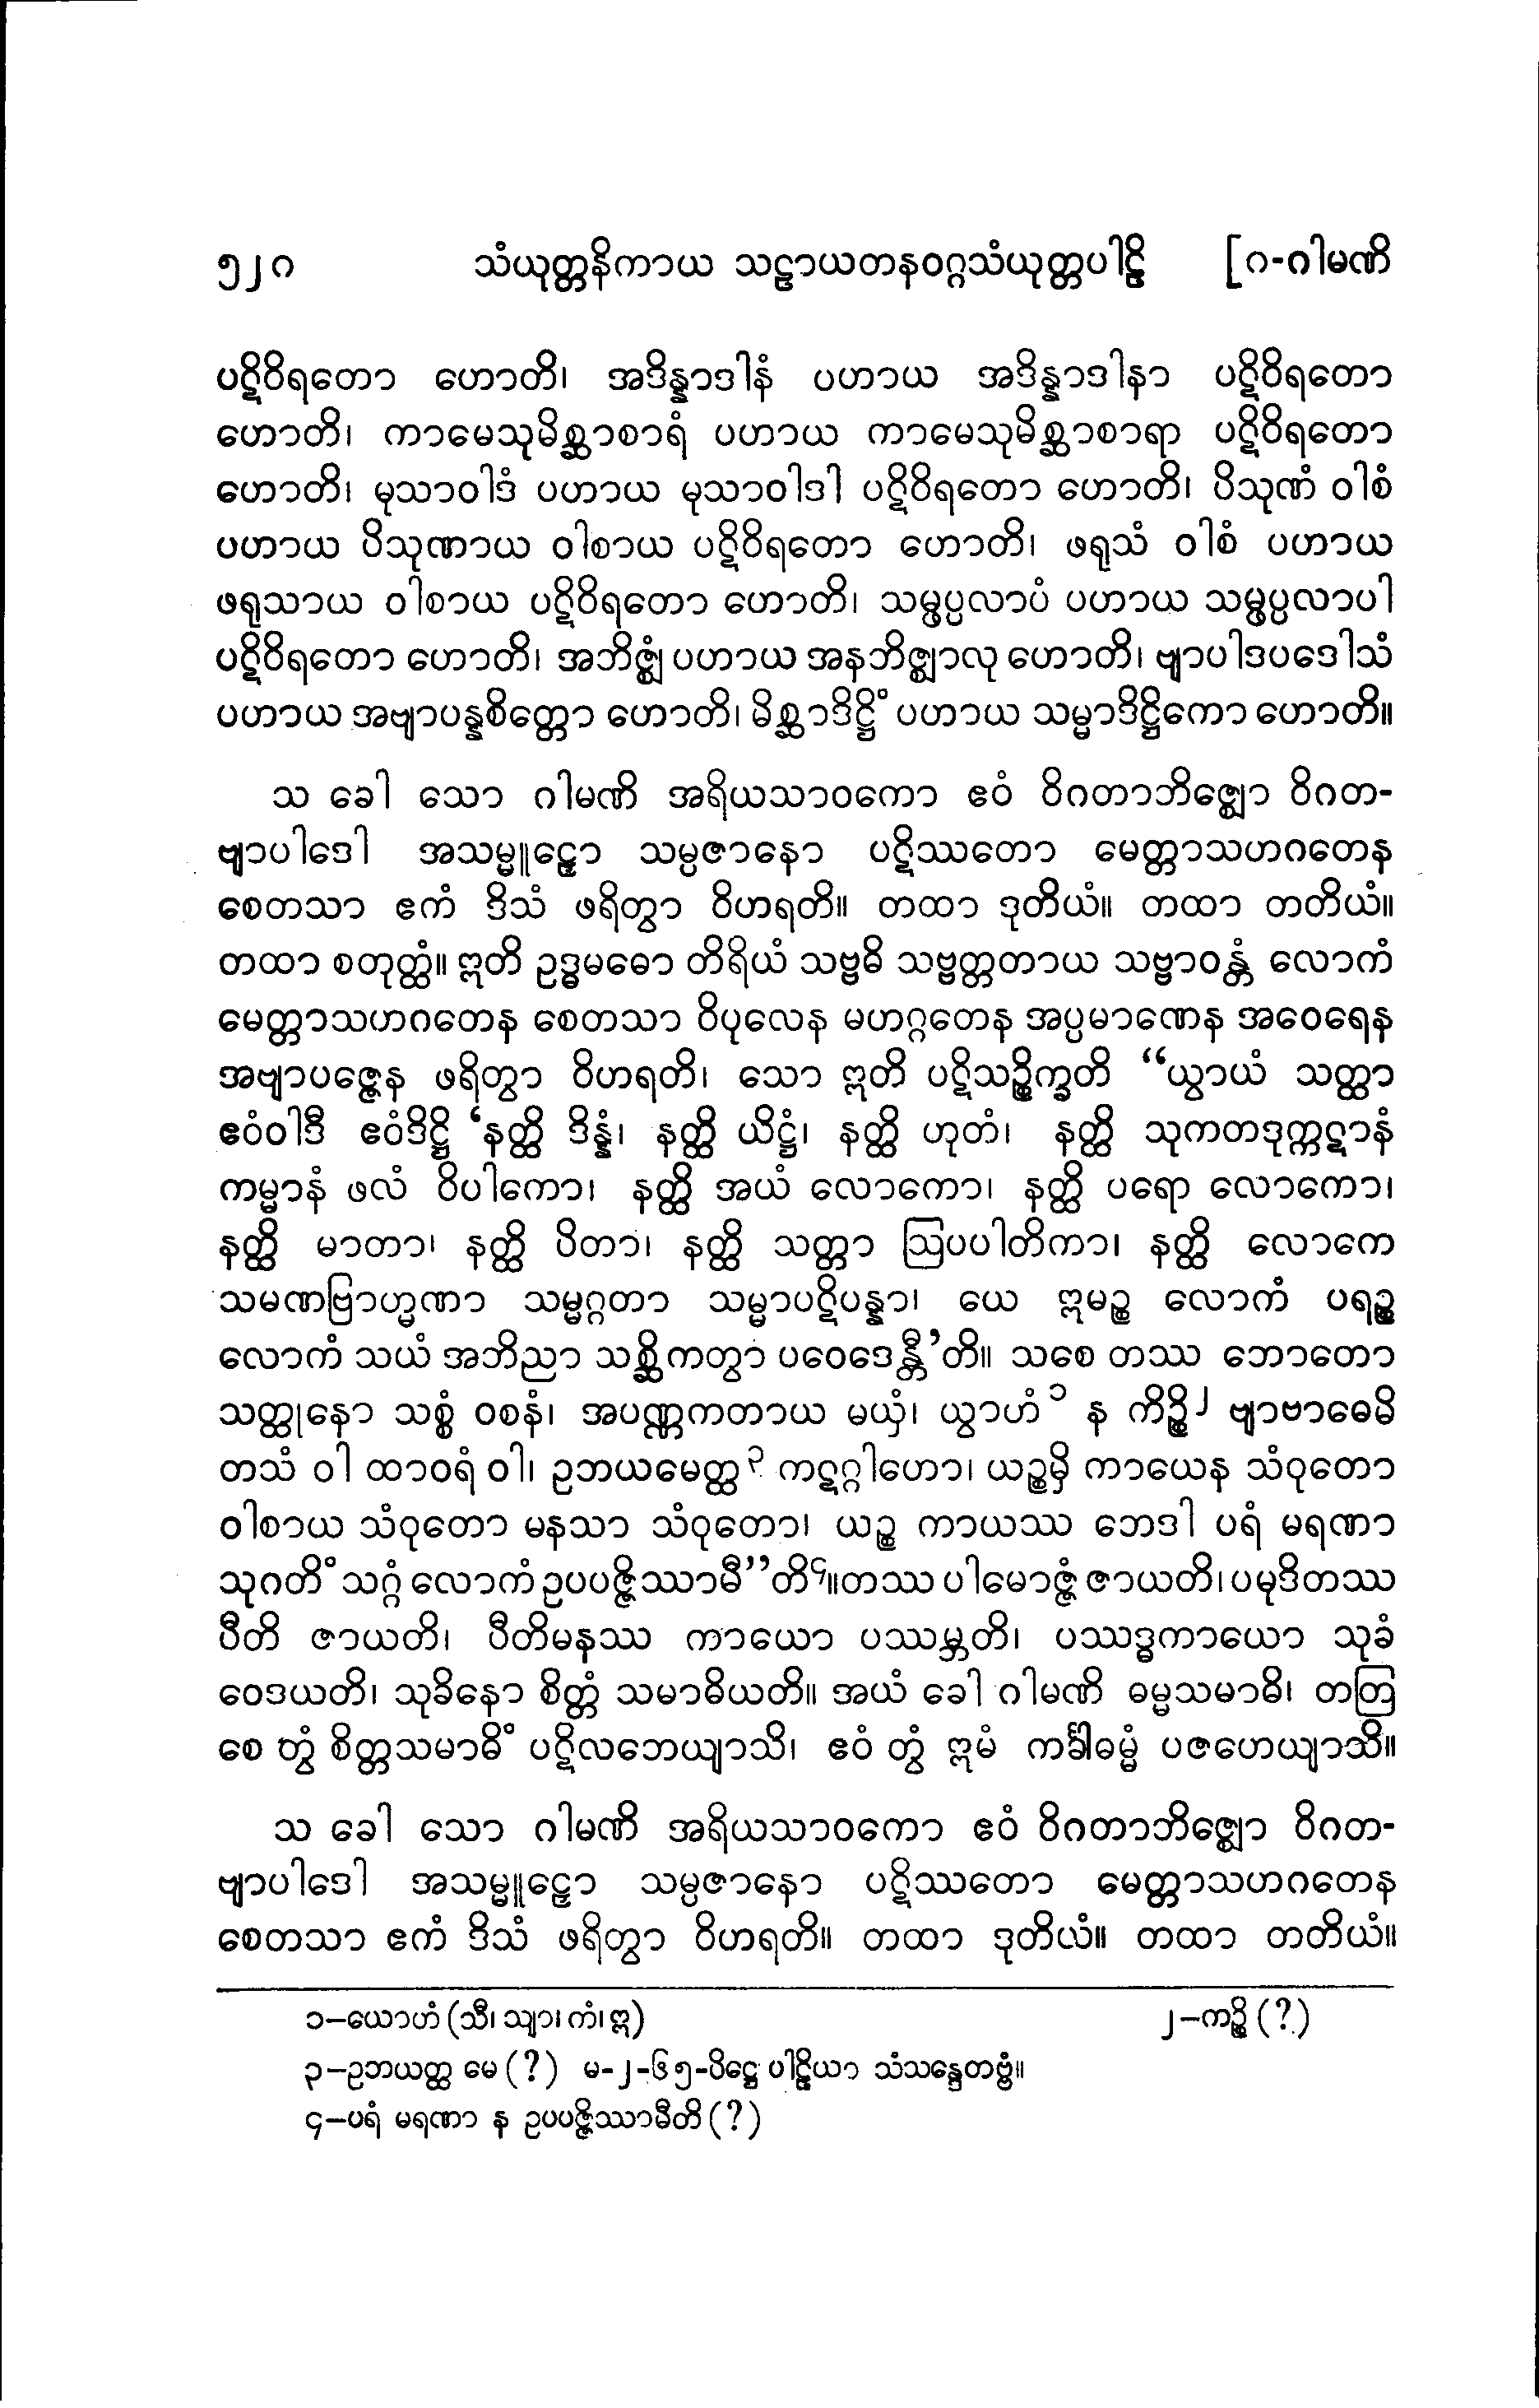 ၅၂ဂ သံယုတ္တနိကာယ သဠာယတနဝဂ္ဂသံယုတ္တပါဠိ [ဂ-ဂါမဏိ
ပဋိဝိရတော ဟောတိ၊ အဒိန္နာဒါနံ ပဟာယ အဒိန္နာဒါနာ ပဋိဝိရတော
ဟောတိ၊ ကာမေသုမိစ္ဆာစာရံ ပဟာယ ကာမေသုမိစ္ဆာစာရာ ပဋိဝိရတော
ဟောတိ၊ မုသာဝါဒံ ပဟာယ မုသာဝါဒါ ပဋိဝိရတော ဟောတိ၊ ပိသုဏံ ဝါစံ
ပဟာယ ပိသုဏာယ ဝါစာယ ပဋိဝိရတော ဟောတိ၊ ဖရုသံ ဝါစံ ပဟာယ
ဖရုသာယ ဝါစာယ ပဋိဝိရတော ဟောတိ၊ သမ္ဖပ္ပလာပံ ပဟာယ သမ္ဖပ္ပလာပါ
ပဋိဝိရတော ဟောတိ၊ အဘိဇ္ဈံ ပဟာယ အနဘိဇ္ဈာလု ဟောတိ၊ ဗျာပါဒပဒေါသံ
ပဟာယ အဗျာပန္နစိတ္တော ဟောတိ၊ မိစ္ဆာဒိဋ္ဌိံ ပဟာယ သမ္မာဒိဋ္ဌိကော ဟောတိ။
သ ခေါ သော ဂါမဏိ အရိယသာဝကော ဧဝံ ဝိဂတာဘိဇ္ဈော ဝိဂတ-
ဗျာပါဒေါ အသမ္မူဠှော သမ္ပဇာနော ပဋိဿတော မေတ္တာသဟဂတေန
စေတသာ ဧကံ ဒိသံ ဖရိတွာ ဝိဟရတိ။ တထာ ဒုတိယံ။ တထာ တတိယံ။
တထာ စတုတ္ထံ။ ဣတိ ဥဒ္ဓမဓော တိရိယံ သဗ္ဗဓိ သဗ္ဗတ္တတာယ သဗ္ဗာဝန္တံ လောကံ
မေတ္တာသဟဂတေန စေတသာ ဝိပုလေန မဟဂ္ဂတေန အပ္ပမာဏေန အဝေရေန
အဗျာပဇ္ဇေန ဖရိတွာ ဝိဟရတိ၊ သော ဣတိ ပဋိသဉ္စိက္ခတိ “ယွာယံ သတ္ထာ
ဧဝံဝါဒီ ဧဝံဒိဋ္ဌိ ‘နတ္ထိ ဒိန္နံ၊ နတ္ထိ ယိဋ္ဌံ၊ နတ္ထိ ဟုတံ၊ နတ္ထိ သုကတဒုက္ကဋာနံ
ကမ္မာနံ ဖလံ ဝိပါကော၊ နတ္ထိ အယံ လောကော၊ နတ္ထိ ပရော လောကော၊
နတ္ထိ မာတာ၊ နတ္ထိ ပိတာ၊ နတ္ထိ သတ္တာ ဩပပါတိကာ၊ နတ္ထိ လောကေ
သမဏဗြာဟ္မဏာ သမ္မဂ္ဂတာ သမ္မာပဋိပန္နာ၊ ယေ ဣမဉ္စ လောကံ ပရဉ္စ
လောကံ သယံ အဘိညာ သစ္ဆိကတွာ ပဝေဒေန္တီ’တိ။ သစေ တဿ ဘောတော
သတ္ထုနော သစ္စံ ဝစနံ၊ အပဏ္ဏကတာယ မယှံ၊ ယွာဟံ၁ န ကိဉ္စိ၂ ဗျာဗာဓေမိ
တသံ ဝါ ထာဝရံ ဝါ၊ ဥဘယမေတ္ထ၃ ကဋဂ္ဂါဟော၊ ယဉ္စမှိ ကာယေန သံဝုတော
ဝါစာယ သံဝုတော မနသာ သံဝုတော၊ ယဉ္စ ကာယဿ ဘေဒါ ပရံ မရဏာ
သုဂတိံ သဂ္ဂံ လောကံ ဥပပဇ္ဇိဿာမီ”တိ၄။ တဿ ပါမောဇ္ဇံ ဇာယတိ၊ ပမုဒိတဿ
ပီတိ ဇာယတိ၊ ပီတိမနဿ ကာယော ပဿမ္ဘတိ၊ ပဿဒ္ဓကာယော သုခံ
ဝေဒယတိ၊ သုခိနော စိတ္တံ သမာဓိယတိ။ အယံ ခေါ ဂါမဏိ ဓမ္မသမာဓိ၊ တတြ
စေ တွံ စိတ္တသမာဓိံ ပဋိလဘေယျာသိ၊ ဧဝံ တွံ ဣမံ ကင်္ခါဓမ္မံ ပဇဟေယျာသိ။
သ ခေါ သော ဂါမဏိ အရိယသာဝကော ဧဝံ ဝိဂတာဘိဇ္ဈော ဝိဂတ-
ဗျာပါဒေါ အသမ္မူဠှော သမ္ပဇာနော ပဋိဿတော မေတ္တာသဟဂတေန
စေတသာ ဧကံ ဒိသံ ဖရိတွာ ဝိဟရတိ။ တထာ ဒုတိယံ။ တထာ တတိယံ။
၁–ယောဟံ (သီ၊ သျာ၊ ကံ၊ ဣ) ၂–ကဉ္စိ (?)
၃–ဥဘယတ္ထ မေ (?) မ-၂-၆၅-ပိဋ္ဌေ ပါဠိယာ သံသန္ဒေတဗ္ဗံ။
၄–ပရံ မရဏာ န ဥပပဇ္ဇိဿာမီတိ (?)